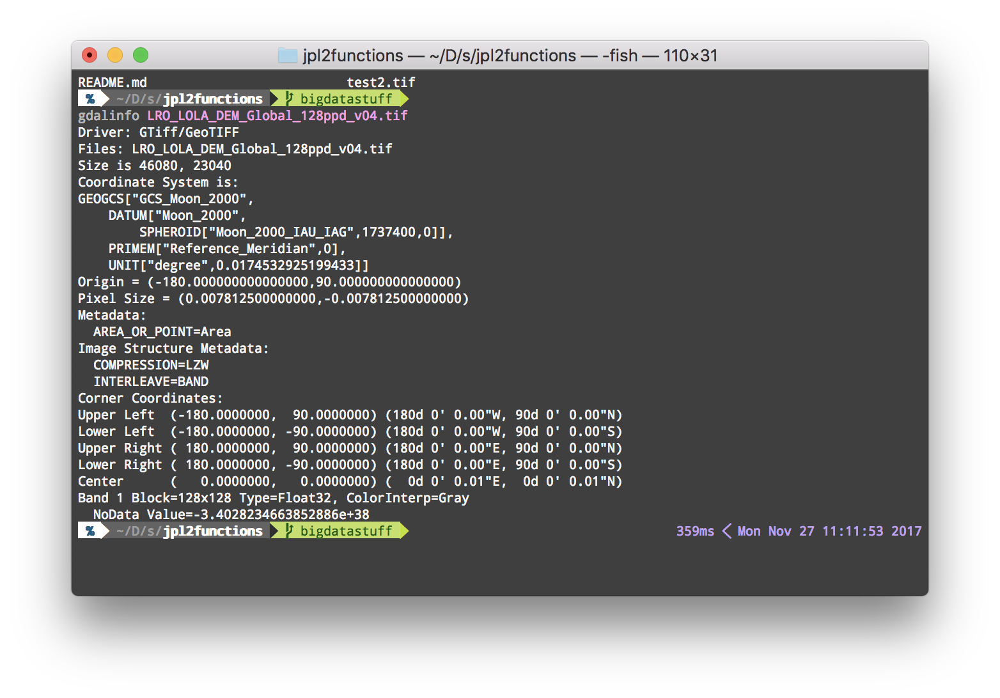 jpl2functions — ~/D/s/jpl2functions — -fish — 110×31
README.md test2.tif
% ~/D/s/jpl2functions bigdatastuff
gdalinfo LRO_LOLA_DEM_Global_128ppd_v04.tif
Driver: GTiff/GeoTIFF
Files: LRO_LOLA_DEM_Global_128ppd_v04.tif
Size is 46080, 23040
Coordinate System is:
GEOGCS["GCS_Moon_2000",
    DATUM["Moon_2000",
        SPHEROID["Moon_2000_IAU_IAG",1737400,0]],
    PRIMEM["Reference_Meridian",0],
    UNIT["degree",0.0174532925199433]]
Origin = (-180.000000000000000,90.000000000000000)
Pixel Size = (0.007812500000000,-0.007812500000000)
Metadata:
  AREA_OR_POINT=Area
Image Structure Metadata:
  COMPRESSION=LZW
  INTERLEAVE=BAND
Corner Coordinates:
Upper Left  (-180.0000000,  90.0000000) (180d 0' 0.00"W, 90d 0' 0.00"N)
Lower Left  (-180.0000000, -90.0000000) (180d 0' 0.00"W, 90d 0' 0.00"S)
Upper Right ( 180.0000000,  90.0000000) (180d 0' 0.00"E, 90d 0' 0.00"N)
Lower Right ( 180.0000000, -90.0000000) (180d 0' 0.00"E, 90d 0' 0.00"S)
Center      (   0.0000000,   0.0000000) (  0d 0' 0.01"E,  0d 0' 0.01"N)
Band 1 Block=128x128 Type=Float32, ColorInterp=Gray
  NoData Value=-3.4028234663852886e+38
% ~/D/s/jpl2functions bigdatastuff 359ms < Mon Nov 27 11:11:53 2017